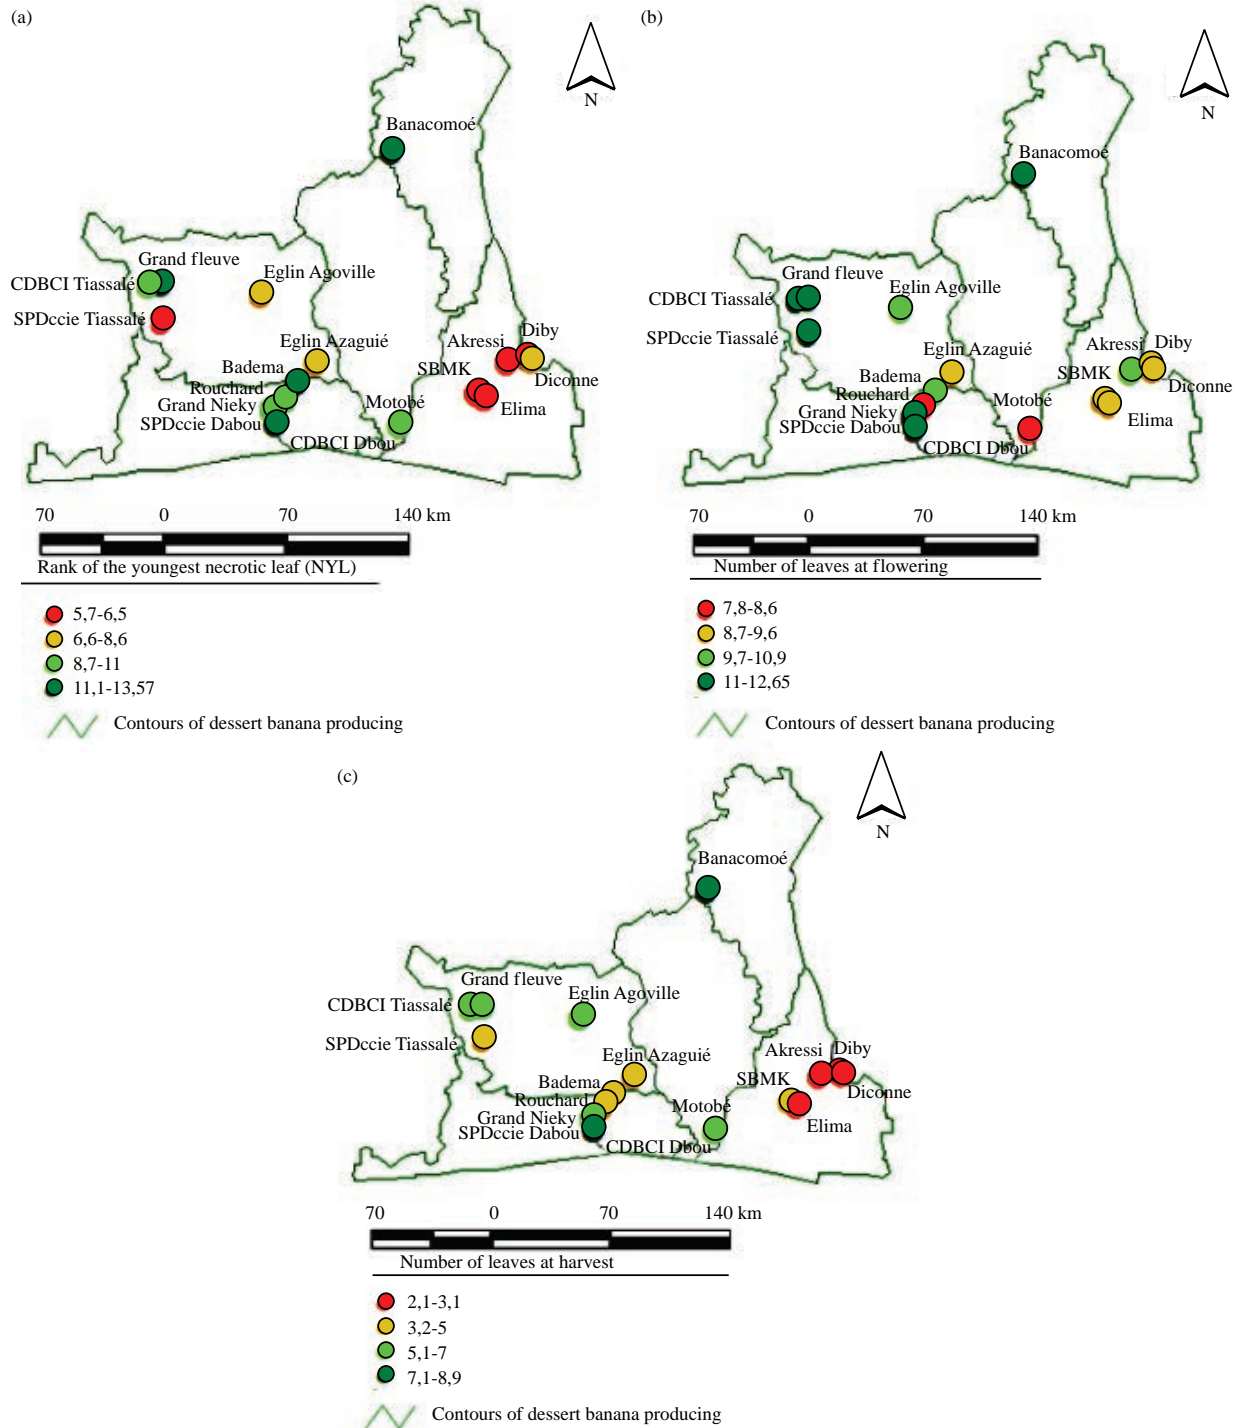 (a)
N
Banacomoé
Grand fleuve
CDBCI Tiassalé
Eglin Agoville
SPDccie Tiassalé
Eglin Azaguié
Badema
Rouchard
Grand Nieky
SPDccie Dabou
CDBCI Dbou
Motobé
Akressi
Diby
SBMK
Diconne
Elima
70 0 70 140 km
Rank of the youngest necrotic leaf (NYL)
5,7-6,5
6,6-8,6
8,7-11
11,1-13,57
Contours of dessert banana producing
(b)
N
Banacomoé
Grand fleuve
CDBCI Tiassalé
Eglin Agoville
SPDccie Tiassalé
Eglin Azaguié
Badema
Rouchard
Grand Nieky
SPDccie Dabou
CDBCI Dbou
Motobé
Akressi
Diby
SBMK
Diconne
Elima
70 0 70 140 km
Number of leaves at flowering
7,8-8,6
8,7-9,6
9,7-10,9
11-12,65
Contours of dessert banana producing
(c)
N
Banacomoé
Grand fleuve
CDBCI Tiassalé
Eglin Agoville
SPDccie Tiassalé
Eglin Azaguié
Badema
Rouchard
Grand Nieky
SPDccie Dabou
CDBCI Dbou
Motobé
Akressi
Diby
SBMK
Diconne
Elima
70 0 70 140 km
Number of leaves at harvest
2,1-3,1
3,2-5
5,1-7
7,1-8,9
Contours of dessert banana producing